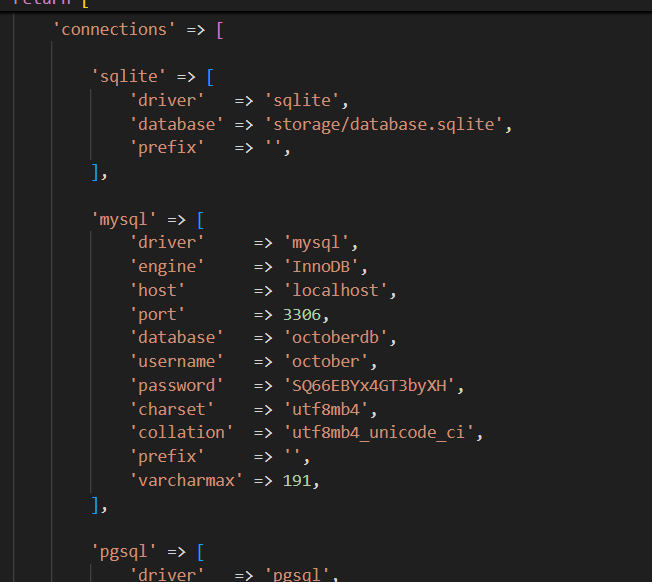 return [
'connections' => [
'sqlite' => [
'driver' => 'sqlite',
'database' => 'storage/database.sqlite',
'prefix' => '',
],
'mysql' => [
'driver' => 'mysql',
'engine' => 'InnoDB',
'host' => 'localhost',
'port' => 3306,
'database' => 'octoberdb',
'username' => 'october',
'password' => 'SQ66EBYx4GT3byXH',
'charset' => 'utf8mb4',
'collation' => 'utf8mb4_unicode_ci',
'prefix' => '',
'varcharmax' => 191,
],
'pgsql' => [
'driver' => 'pgsql',